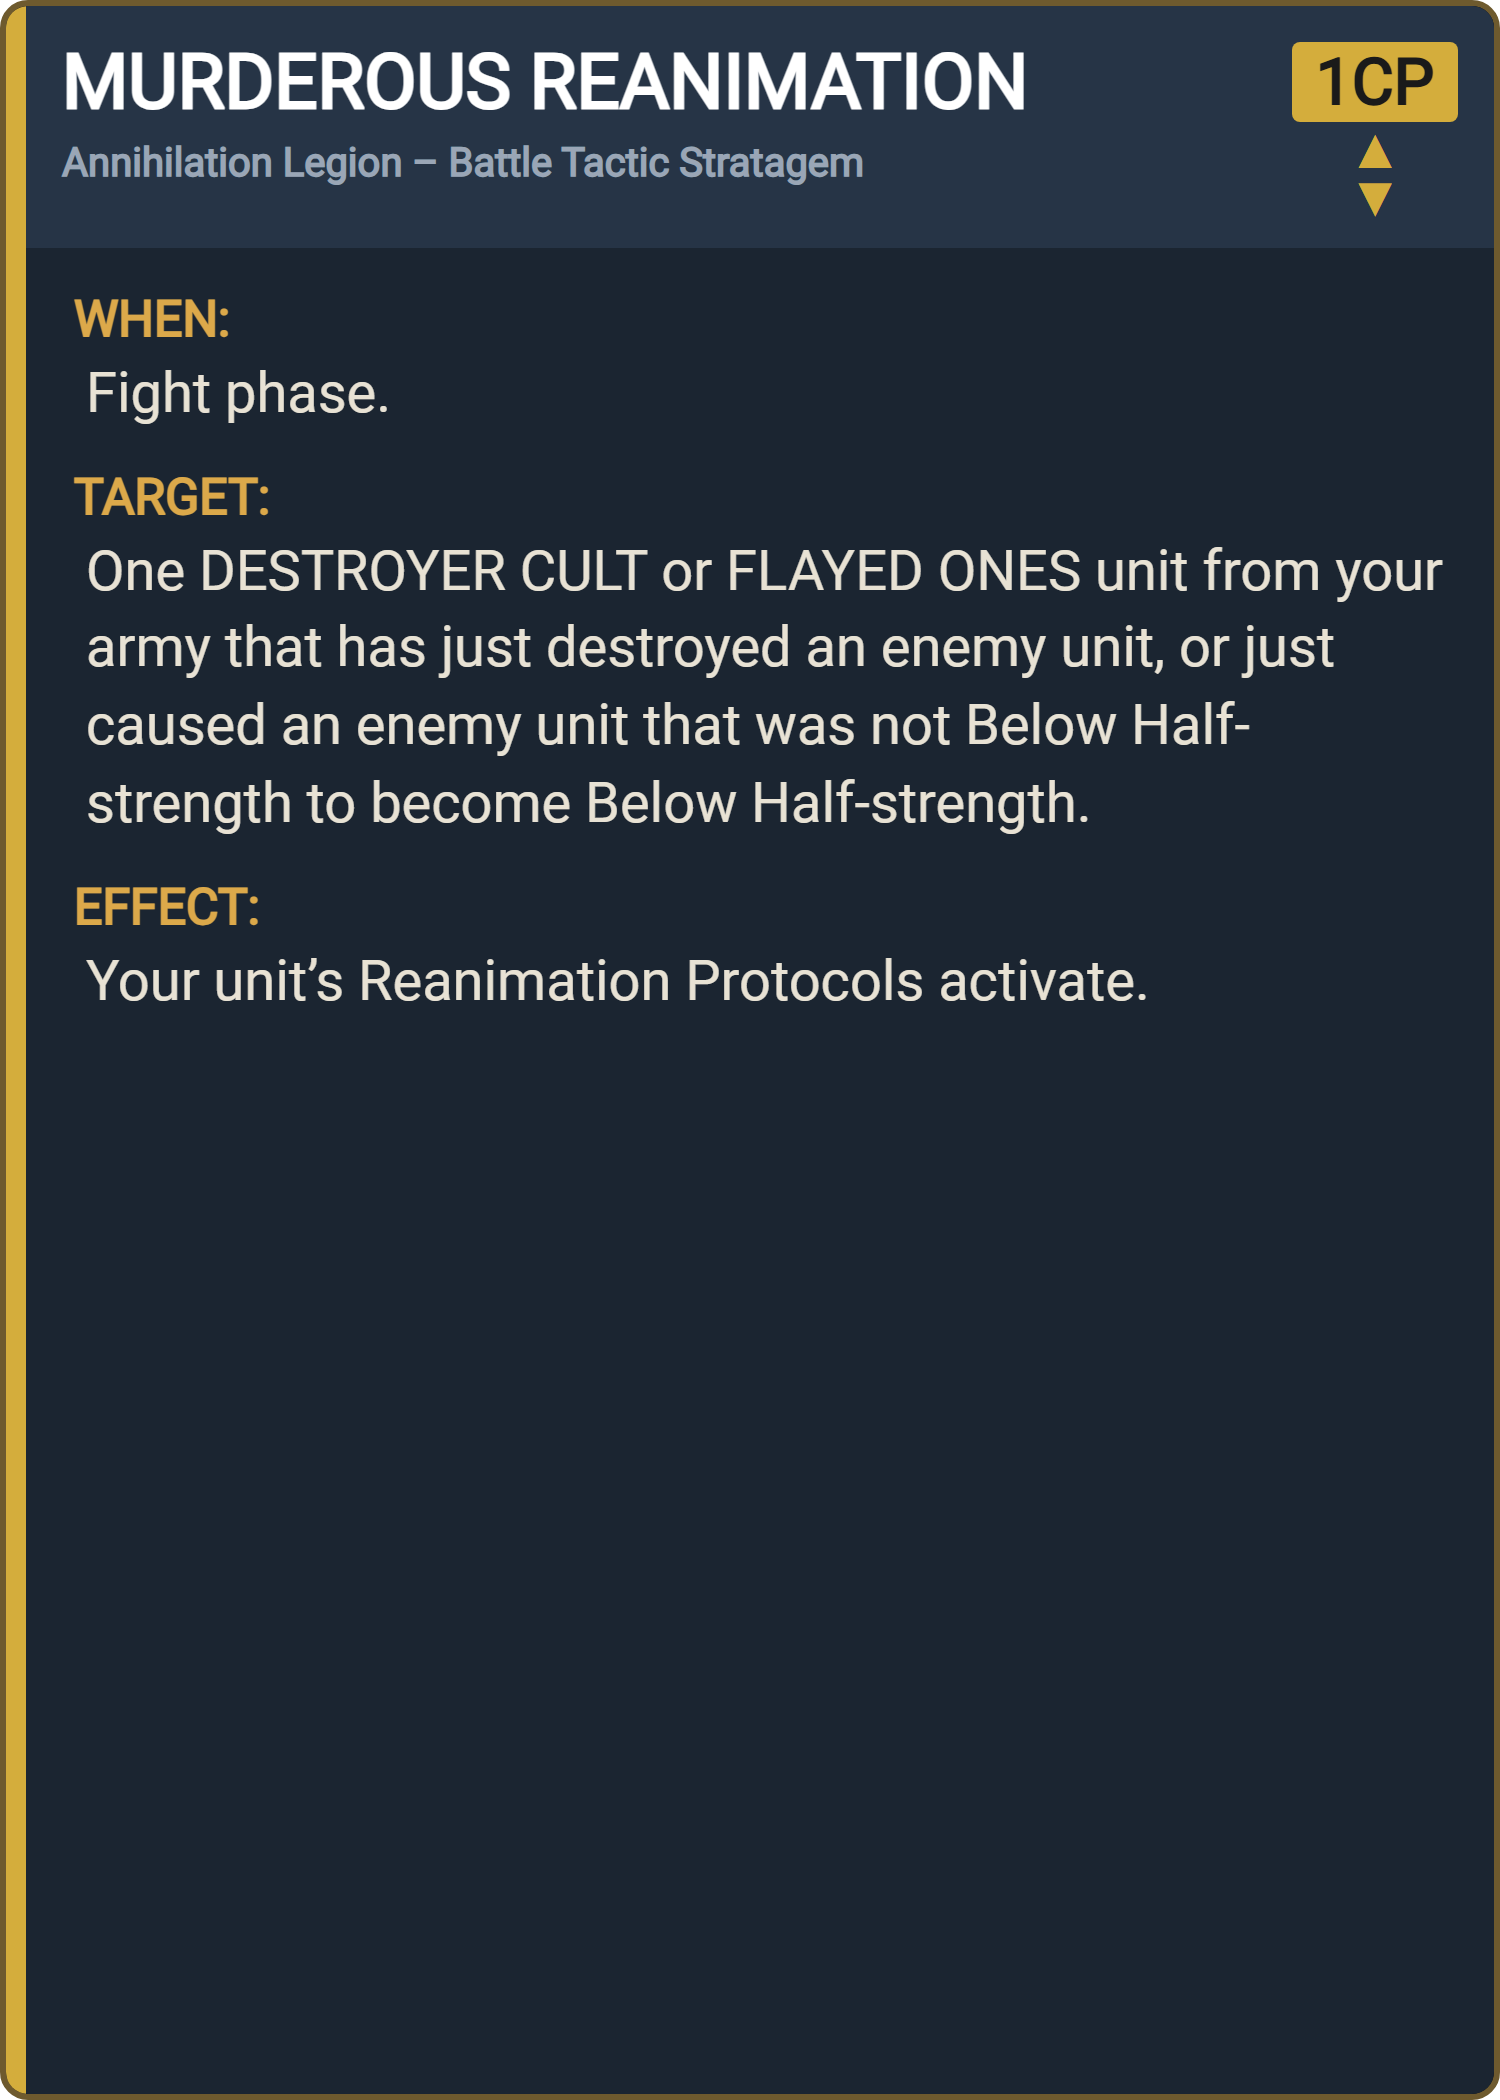 MURDEROUS REANIMATION
1CP
Annihilation Legion – Battle Tactic Stratagem
▲
▼
WHEN:
Fight phase.
TARGET:
One DESTROYER CULT or FLAYED ONES unit from your
army that has just destroyed an enemy unit, or just
caused an enemy unit that was not Below Half-
strength to become Below Half-strength.
EFFECT:
Your unit’s Reanimation Protocols activate.